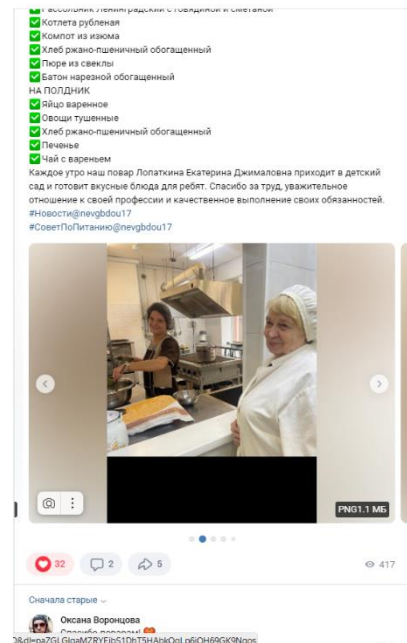 Рассольник Ленинградский с говядиной и сметаной
✅Котлета рубленая
✅Компот из изюма
✅Хлеб ржано-пшеничный обогащенный
✅Пюре из свеклы
✅Батон нарезной обогащенный
НА ПОЛДНИК
✅Яйцо варенное
✅Овощи тушенные
✅Хлеб ржано-пшеничный обогащенный
✅Печенье
✅Чай с вареньем
Каждое утро наш повар Лопаткина Екатерина Джималовна приходит в детский
сад и готовит вкусные блюда для ребят. Спасибо за труд, уважительное
отношение к своей профессии и качественное выполнение своих обязанностей.
#Новости@nevgbdou17
#СоветПоПитанию@nevgbdou17
PNG1.1 МБ
32
2
5
417
Сначала старые
Оксана Воронцова
Спасибо поварам!